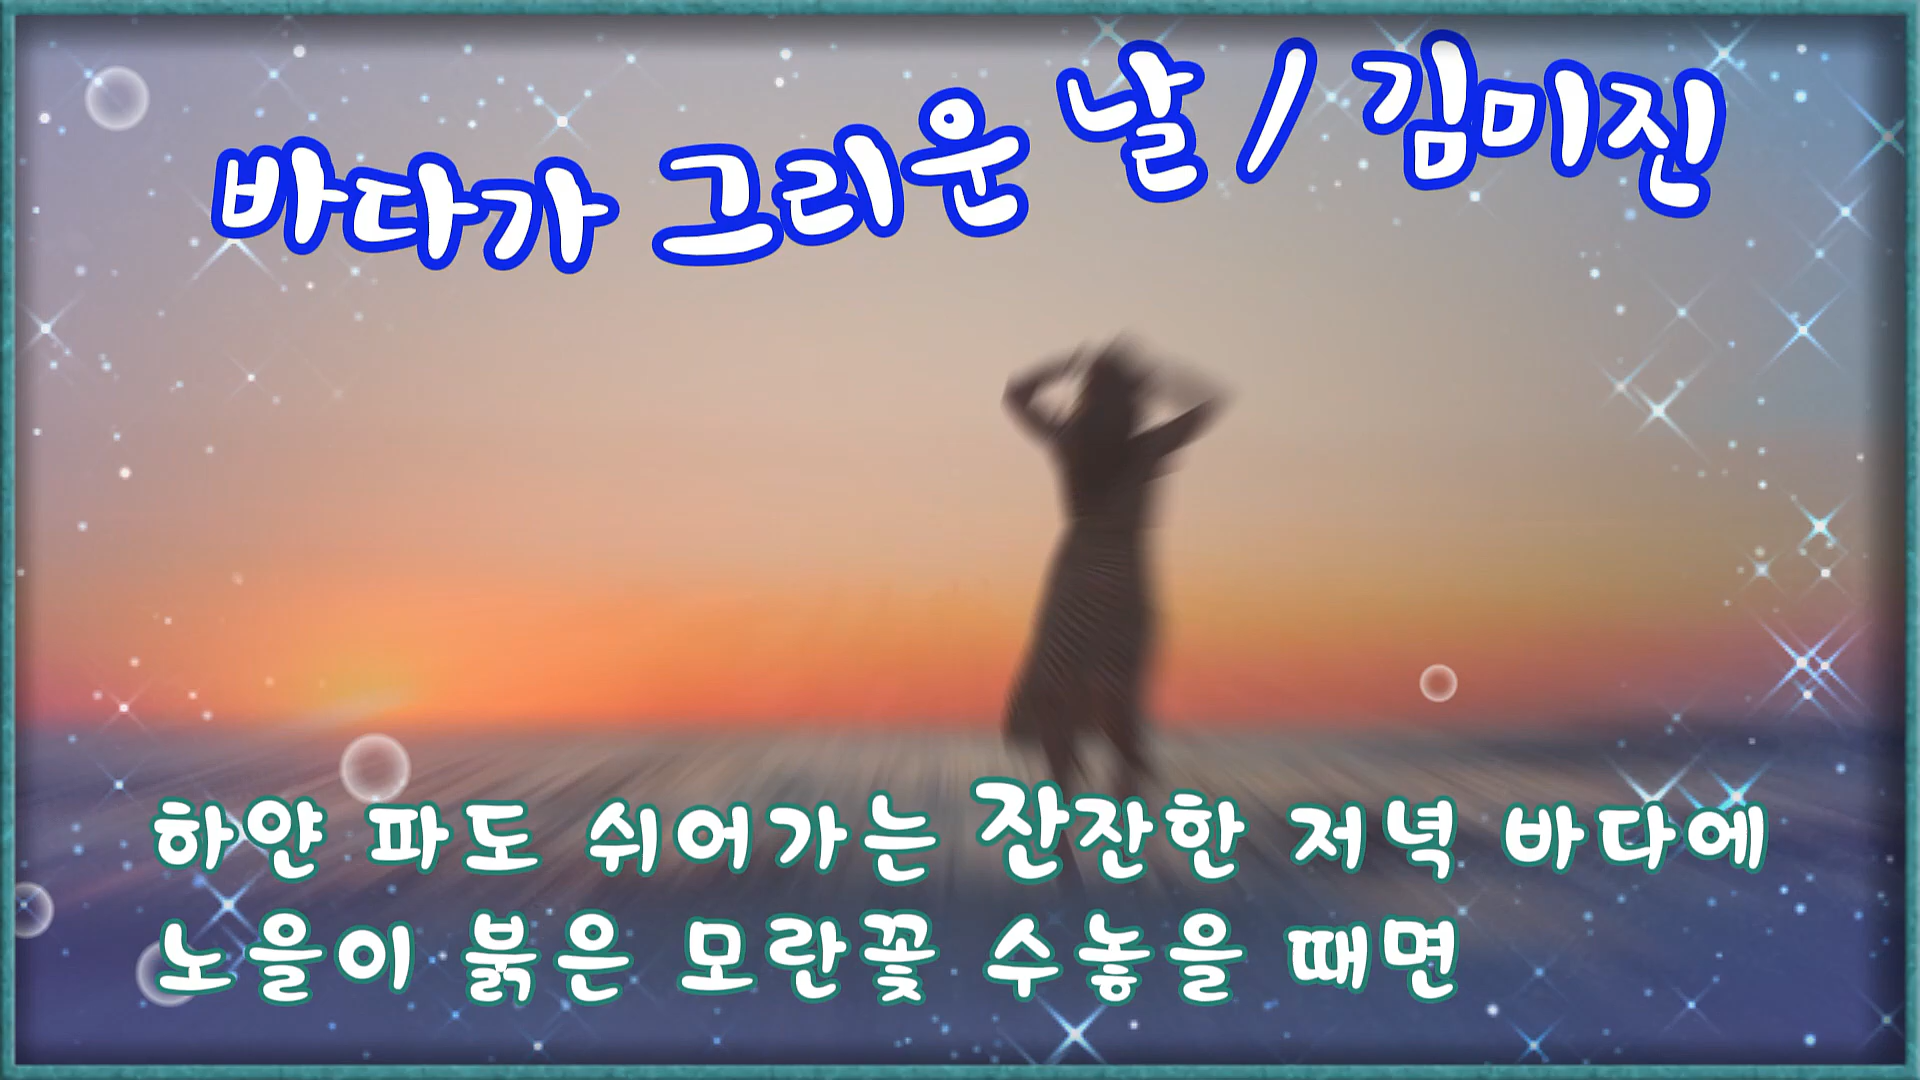 바다가 그리운 날 / 김미진
하얀 파도 쉬어가는 잔잔한 저녁 바다에
노을이 붉은 모란꽃 수놓을 때면